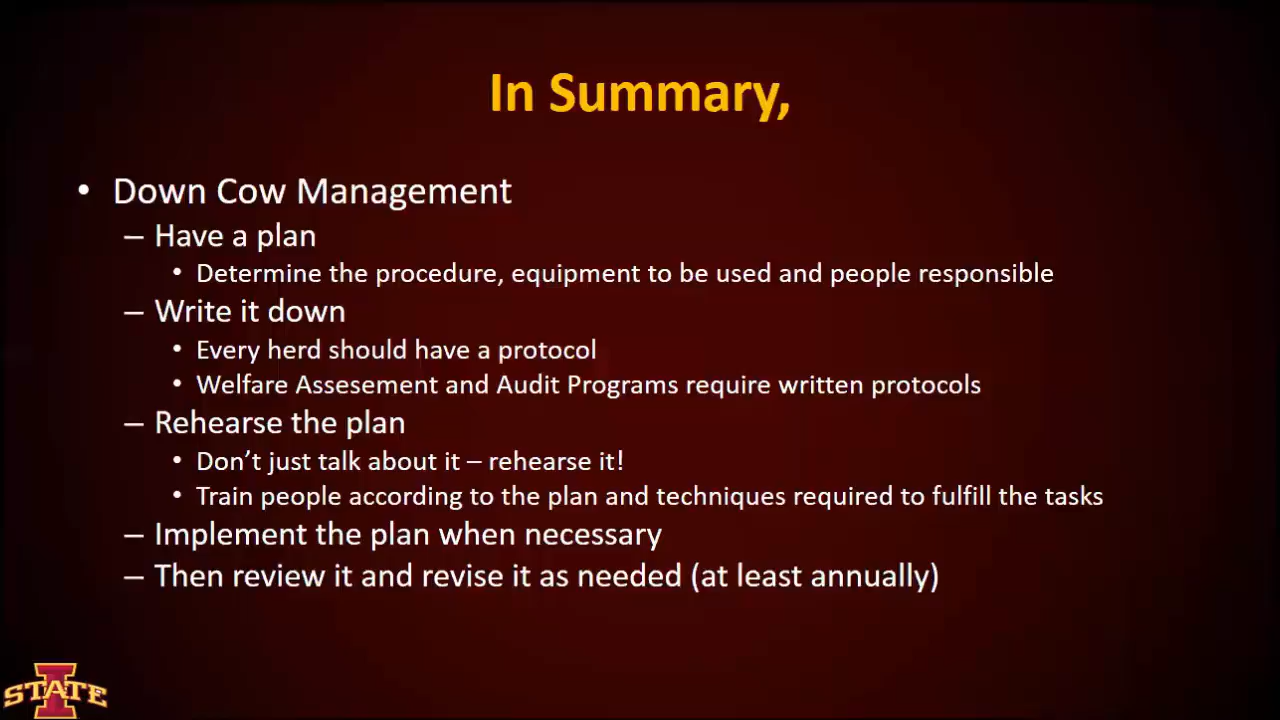 In Summary,
• Down Cow Management
– Have a plan
• Determine the procedure, equipment to be used and people responsible
– Write it down
• Every herd should have a protocol
• Welfare Assesement and Audit Programs require written protocols
– Rehearse the plan
• Don’t just talk about it – rehearse it!
• Train people according to the plan and techniques required to fulfill the tasks
– Implement the plan when necessary
– Then review it and revise it as needed (at least annually)
I
STATE